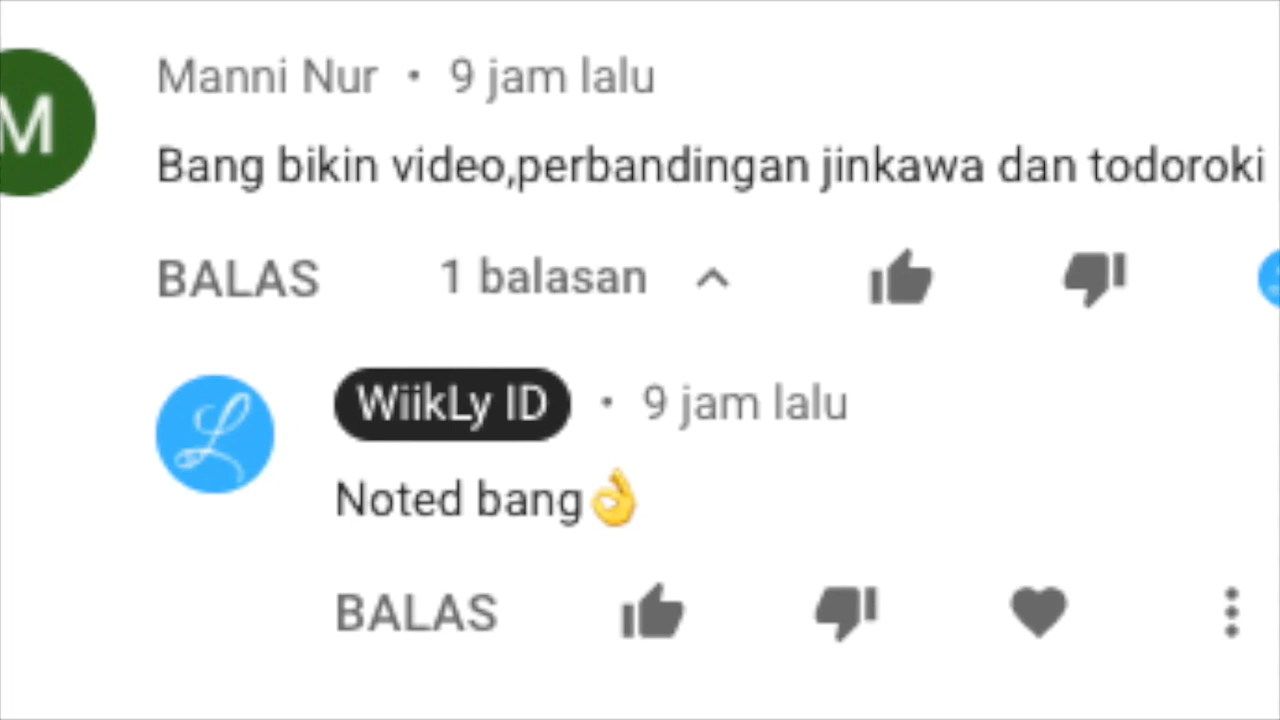 M
Manni Nur • 9 jam lalu
Bang bikin video,perbandingan jinkawa dan todoroki
BALAS 1 balasan
L
WiikLy ID • 9 jam lalu
Noted bang👌
BALAS